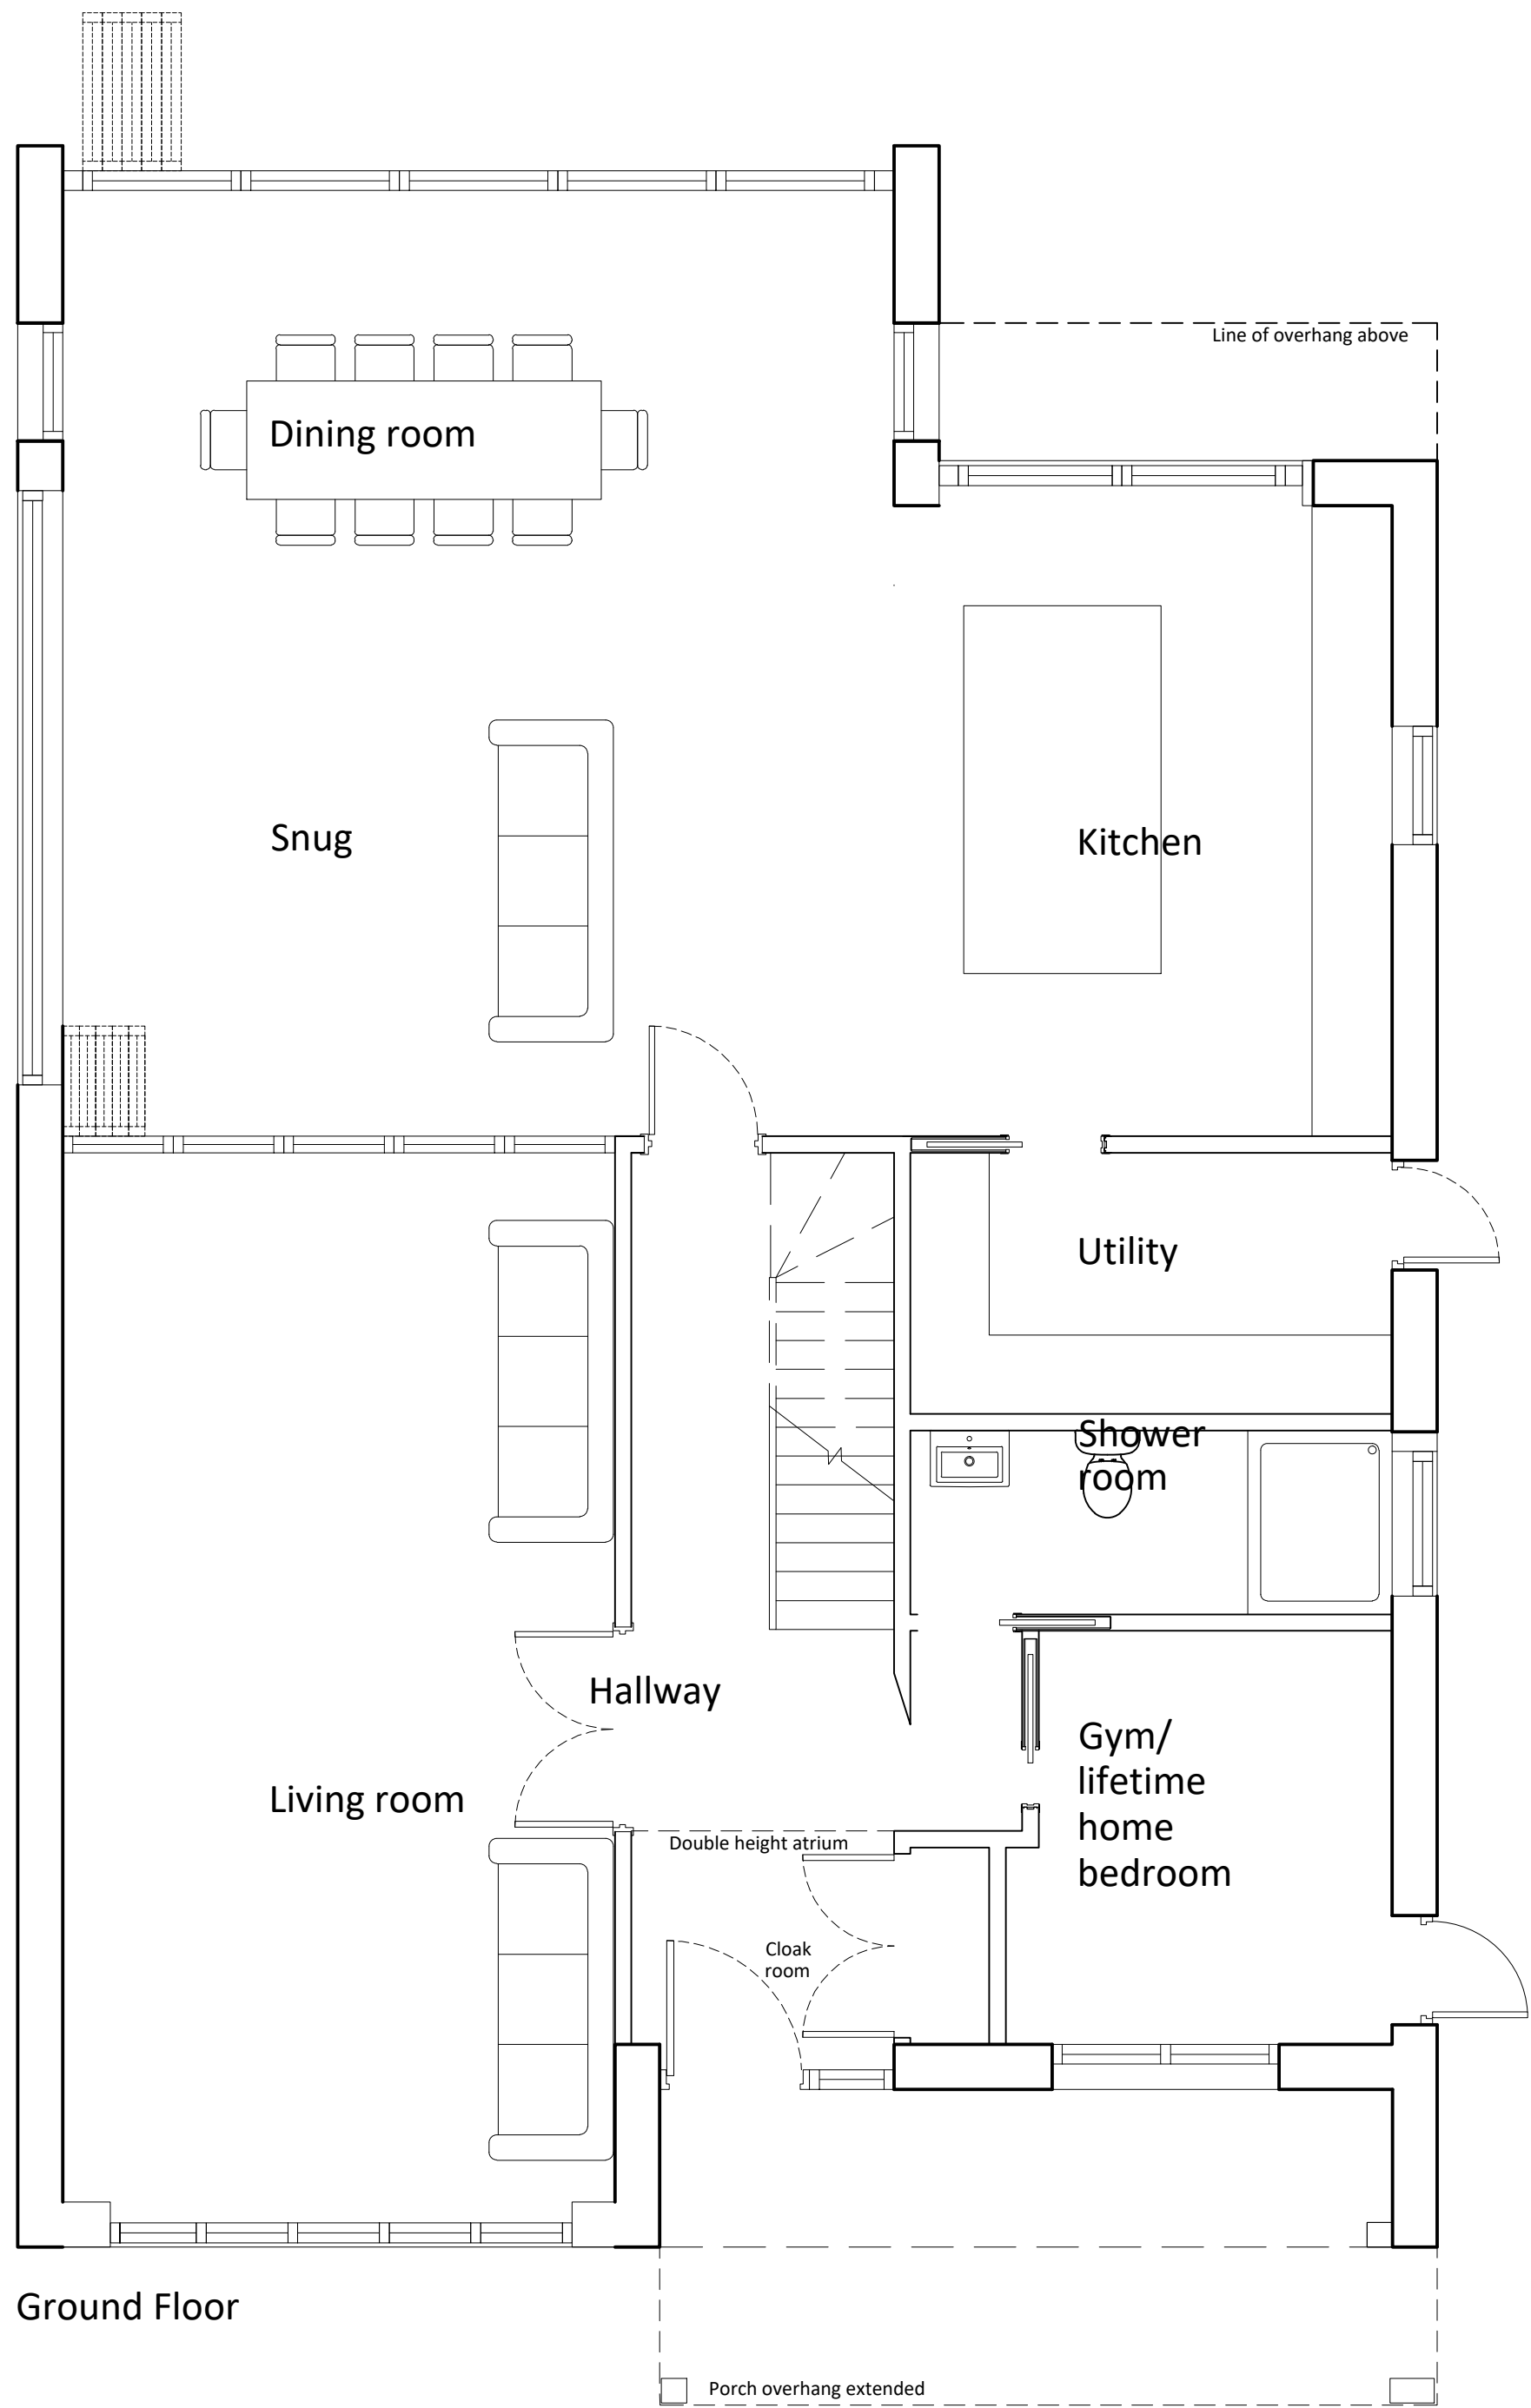 Line of overhang above
Dining room
Snug
Kitchen
Utility
Shower
room
Hallway
Gym/
lifetime
home
bedroom
Living room
Double height atrium
Cloak
room
Ground Floor
Porch overhang extended